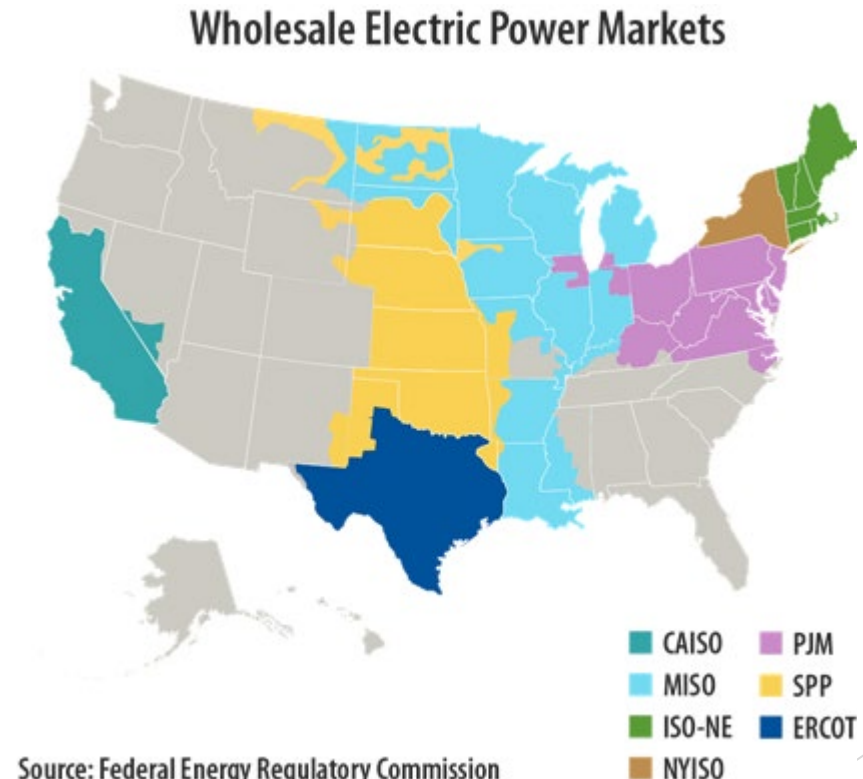 Wholesale Electric Power Markets
CAISO
MISO
ISO-NE
NYISO
PJM
SPP
ERCOT
Source: Federal Energy Regulatory Commission